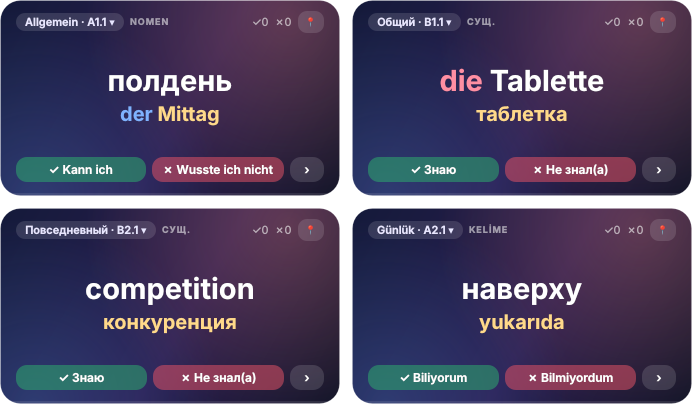 Allgemein · A1.1 ▾ NOMEN ✓0 ×0
полдень
der Mittag
✓ Kann ich × Wusste ich nicht ›
Общий · B1.1 ▾ СУЩ. ✓0 ×0
die Tablette
таблетка
✓ Знаю × Не знал(а) ›
Повседневный · B2.1 ▾ СУЩ. ✓0 ×0
competition
конкуренция
✓ Знаю × Не знал(а) ›
Günlük · A2.1 ▾ KELİME ✓0 ×0
наверху
yukarıda
✓ Biliyorum × Bilmiyordum ›